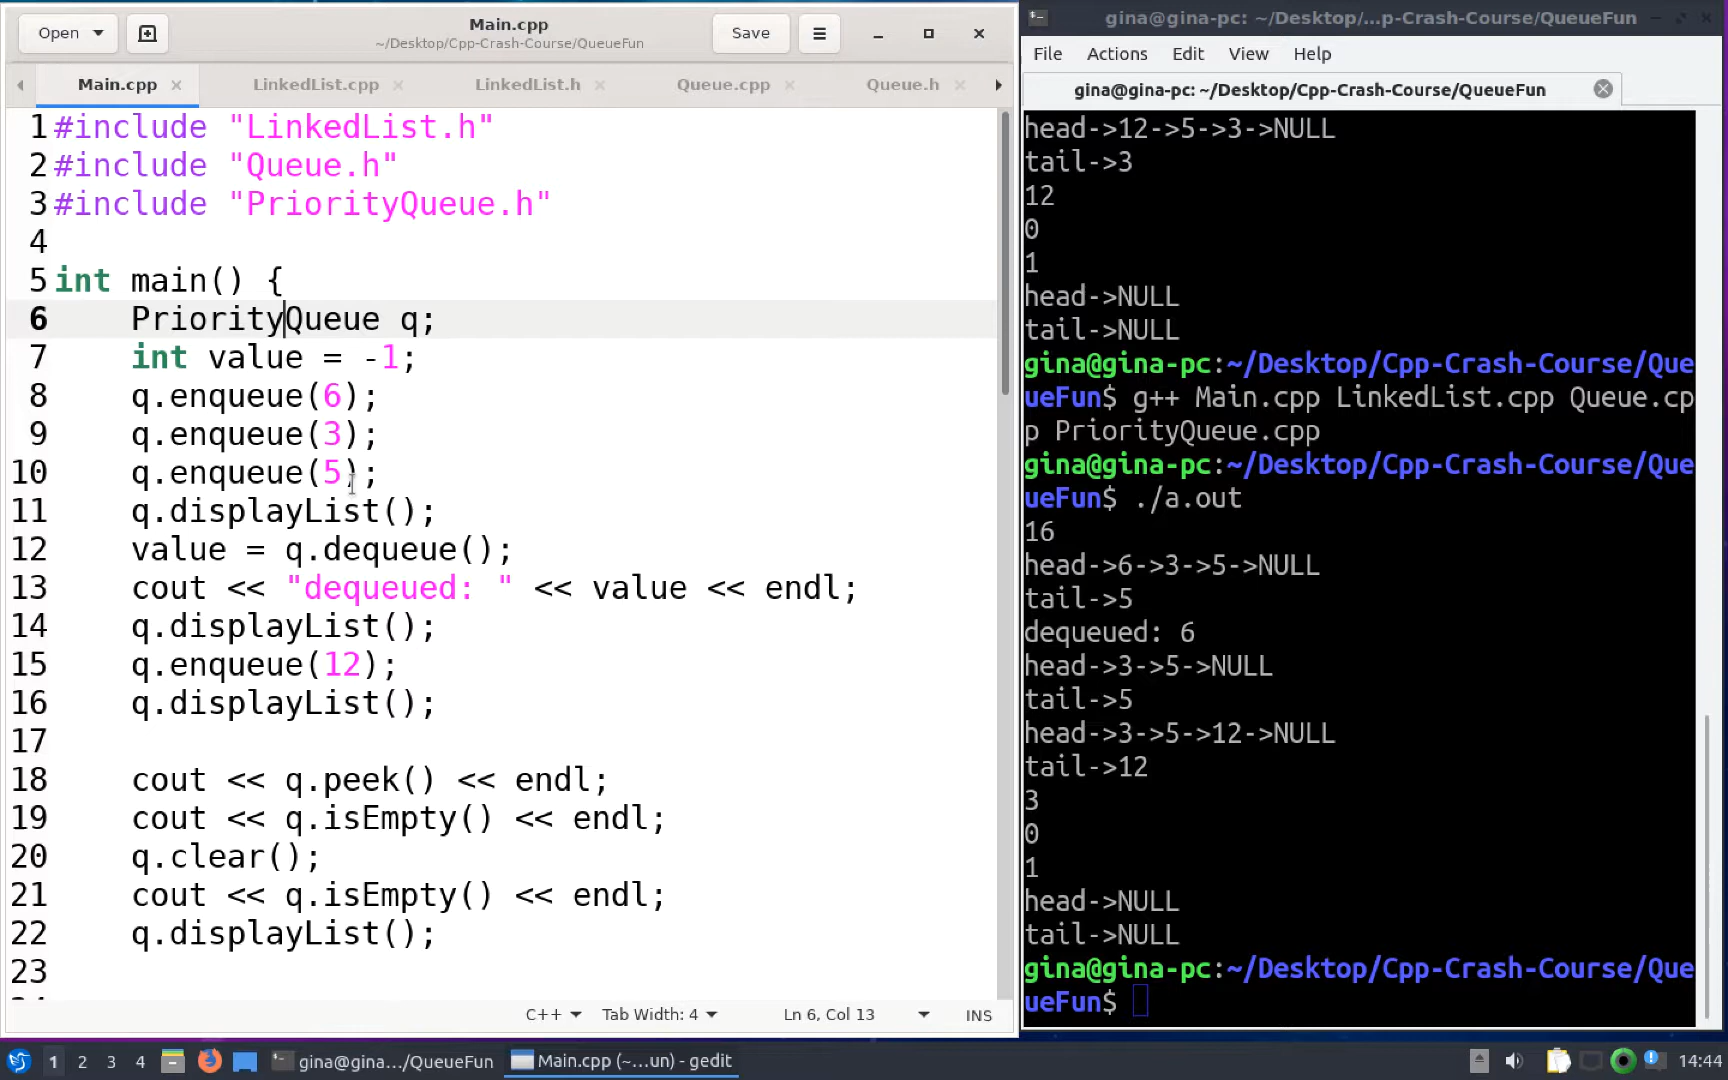 Open
Main.cpp
~/Desktop/Cpp-Crash-Course/QueueFun
Save
Main.cpp
LinkedList.cpp
LinkedList.h
Queue.cpp
Queue.h
1 #include "LinkedList.h"
2 #include "Queue.h"
3 #include "PriorityQueue.h"
4
5 int main() {
6 PriorityQueue q;
7 int value = -1;
8 q.enqueue(6);
9 q.enqueue(3);
10 q.enqueue(5);
11 q.displayList();
12 value = q.dequeue();
13 cout << "dequeued: " << value << endl;
14 q.displayList();
15 q.enqueue(12);
16 q.displayList();
17
18 cout << q.peek() << endl;
19 cout << q.isEmpty() << endl;
20 q.clear();
21 cout << q.isEmpty() << endl;
22 q.displayList();
23
C++
Tab Width: 4
Ln 6, Col 13
INS
gina@gina-pc: ~/Desktop/...p-Crash-Course/QueueFun
File Actions Edit View Help
gina@gina-pc: ~/Desktop/Cpp-Crash-Course/QueueFun
head->12->5->3->NULL
tail->3
12
0
1
head->NULL
tail->NULL
gina@gina-pc:~/Desktop/Cpp-Crash-Course/Que
ueFun$ g++ Main.cpp LinkedList.cpp Queue.cp
p PriorityQueue.cpp
gina@gina-pc:~/Desktop/Cpp-Crash-Course/Que
ueFun$ ./a.out
16
head->6->3->5->NULL
tail->5
dequeued: 6
head->3->5->NULL
tail->5
head->3->5->12->NULL
tail->12
3
0
1
head->NULL
tail->NULL
gina@gina-pc:~/Desktop/Cpp-Crash-Course/Que
ueFun$
1 2 3 4
gina@gina.../QueueFun
Main.cpp (~...un) - gedit
14:44